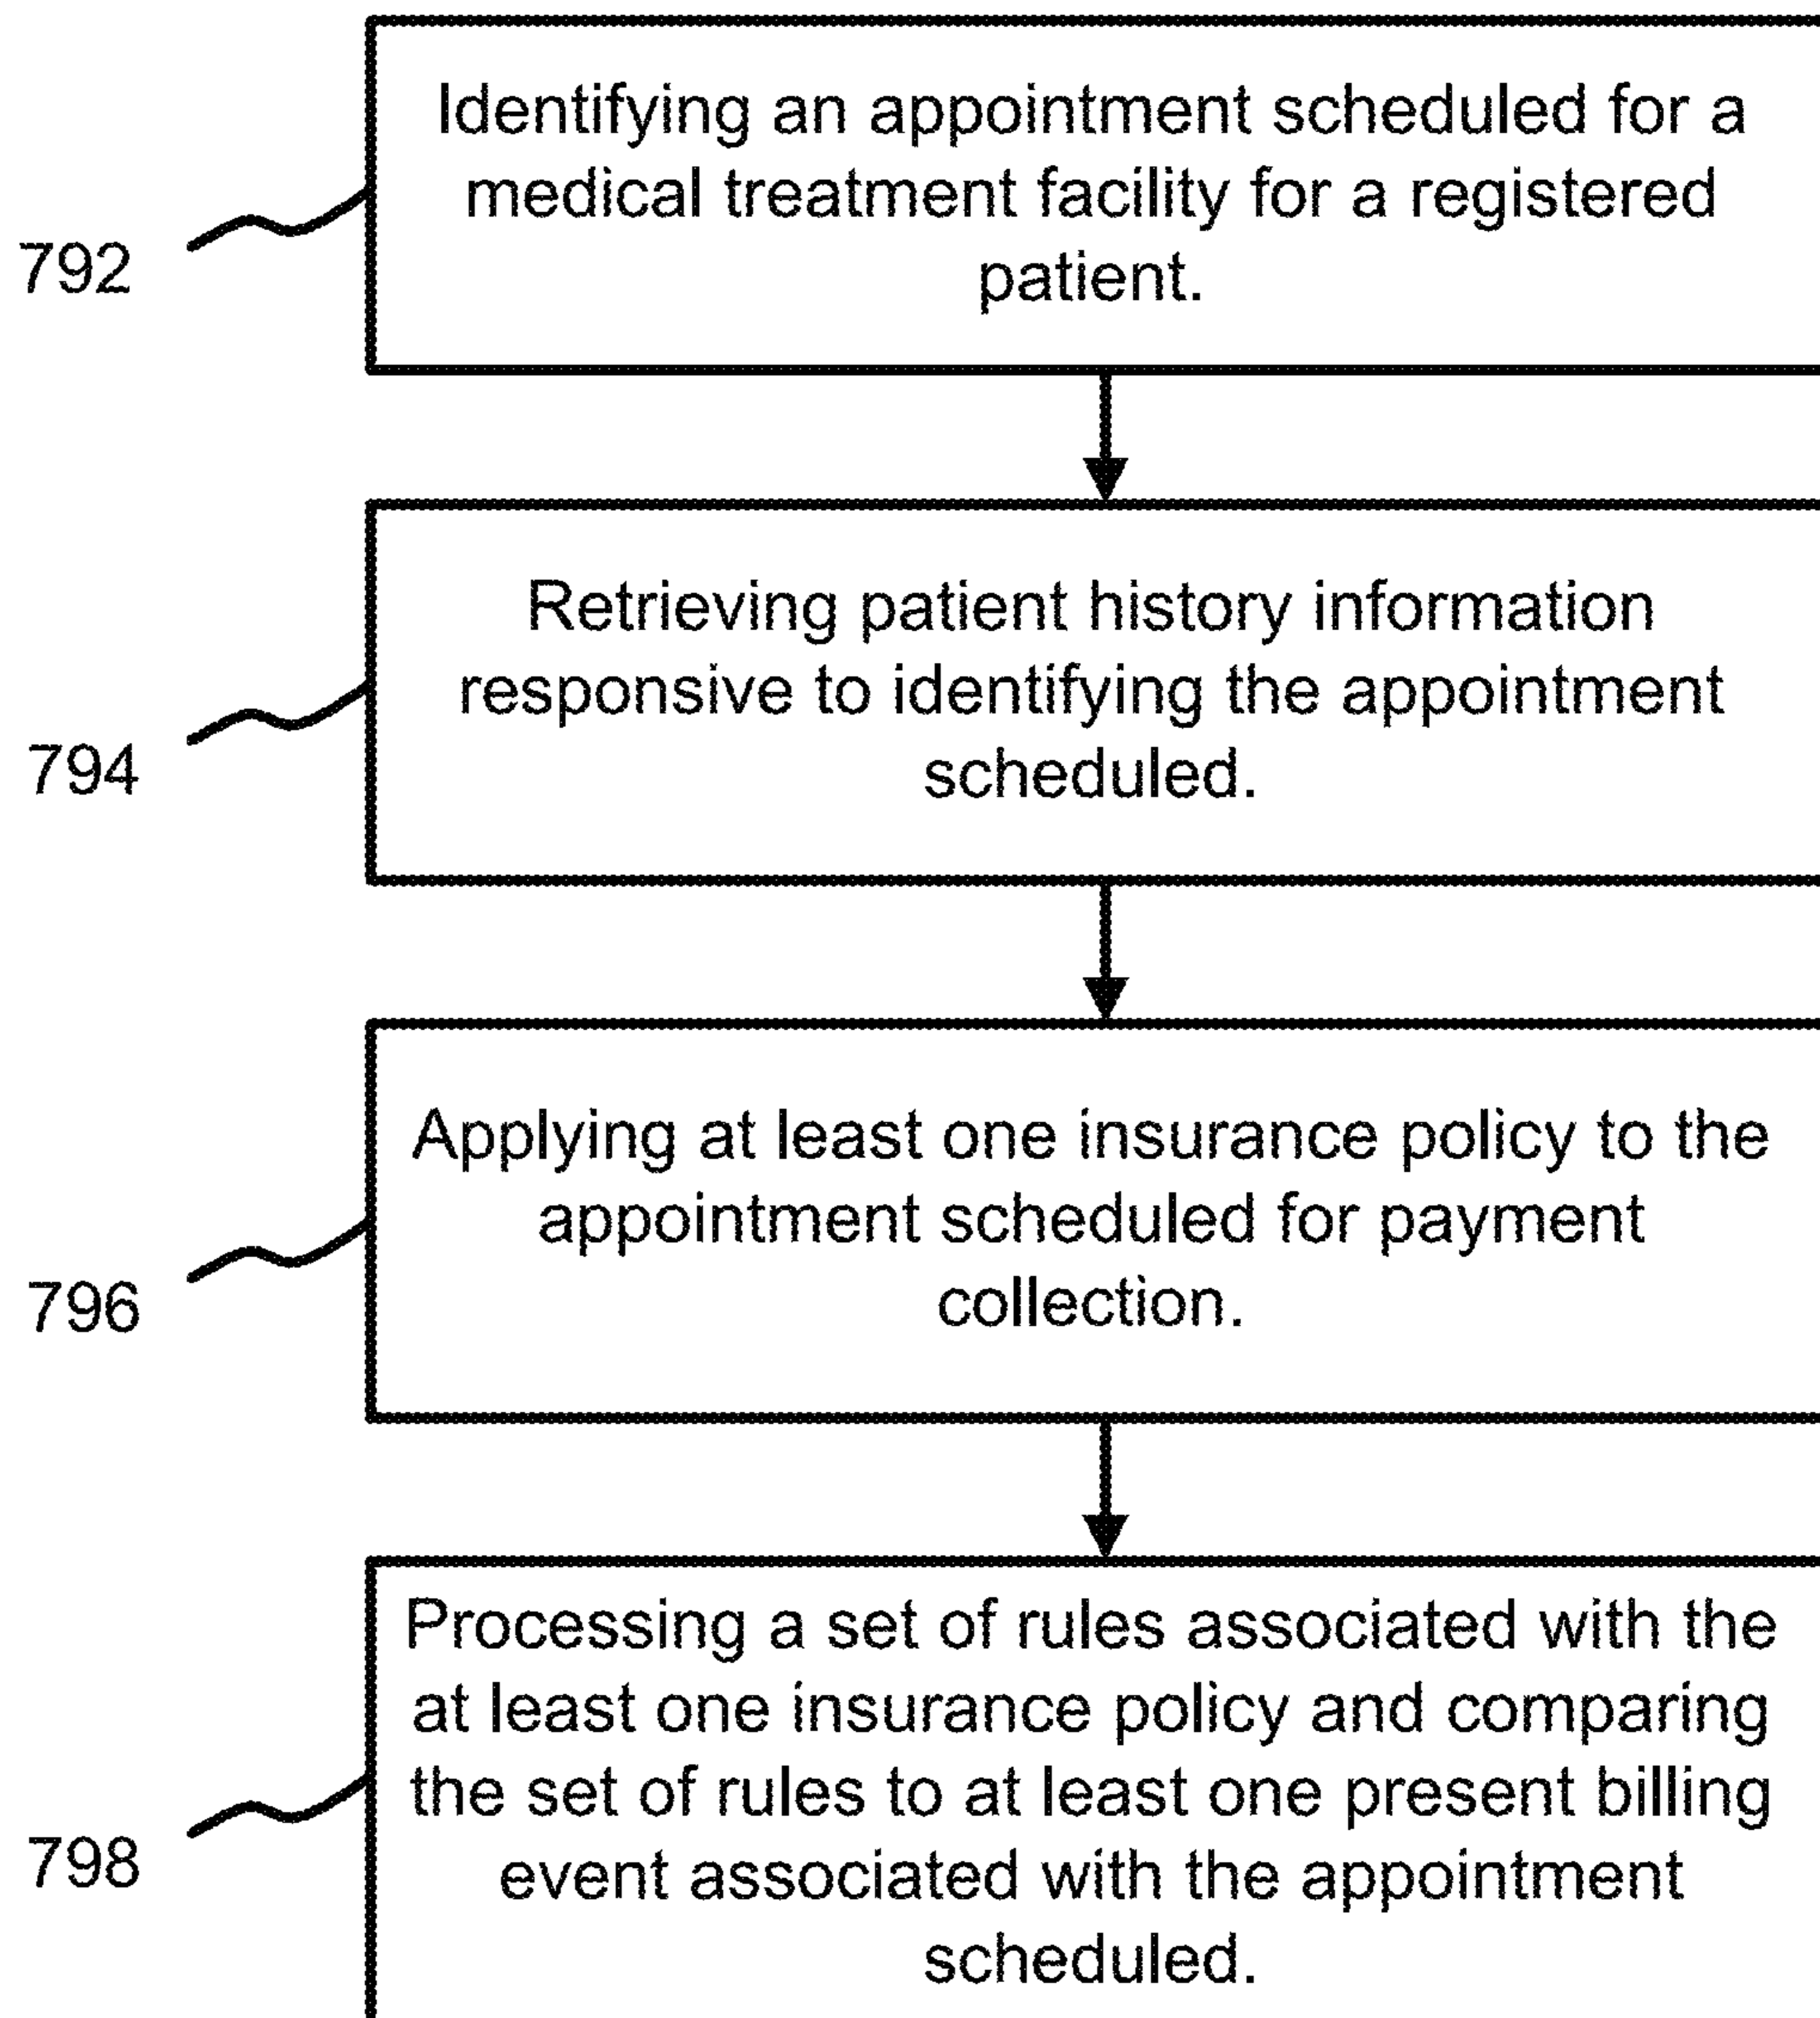 Identifying an appointment scheduled for a
medical treatment facility for a registered
patient.
792
Retrieving patient history information
responsive to identifying the appointment
scheduled.
794
Applying at least one insurance policy to the
appointment scheduled for payment
collection.
796
Processing a set of rules associated with the
at least one insurance policy and comparing
the set of rules to at least one present billing
event associated with the appointment
scheduled.
798